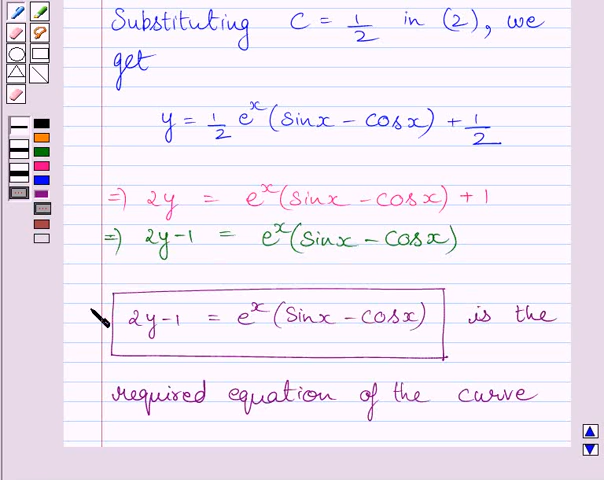 Substituting C = 1/2 in (2), we
get
y = 1/2 e^x (sinx - cosx) + 1/2
⇒) 2y = e^x (sinx - cosx) + 1
⇒) 2y-1 = e^x (sinx - cosx)
2y-1 = e^x (sinx - cosx) is the
required equation of the curve